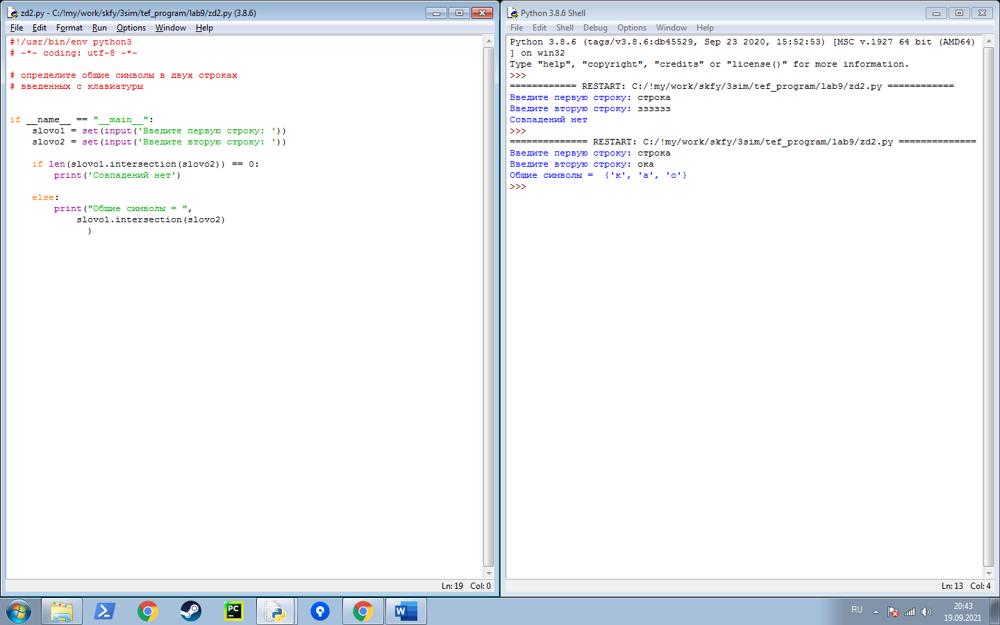 zd2.py - C:/!my/work/skfy/3sim/tef_program/lab9/zd2.py (3.8.6)
File Edit Format Run Options Window Help
#!/usr/bin/env python3
# -*- coding: utf-8 -*-
# определите общие символы в двух строках
# введенных с клавиатуры
if __name__ == "__main__":
slovo1 = set(input('Введите первую строку: '))
slovo2 = set(input('Введите вторую строку: '))
if len(slovo1.intersection(slovo2)) == 0:
print('Совпадений нет')
else:
print("Общие символы = ",
slovo1.intersection(slovo2)
)
Ln: 19 Col: 0
Python 3.8.6 Shell
File Edit Shell Debug Options Window Help
Python 3.8.6 (tags/v3.8.6:db45529, Sep 23 2020, 15:52:53) [MSC v.1927 64 bit (AMD64)
] on win32
Type "help", "copyright", "credits" or "license()" for more information.
>>>
============ RESTART: C:/!my/work/skfy/3sim/tef_program/lab9/zd2.py ============
Введите первую строку: строка
Введите вторую строку: зззззз
Совпадений нет
>>>
============== RESTART: C:/!my/work/skfy/3sim/tef_program/lab9/zd2.py ==============
Введите первую строку: строка
Введите вторую строку: ока
Общие символы =  {'к', 'а', 'о'}
>>>
Ln: 13 Col: 4
PC
W
RU
20:43
19.09.2021